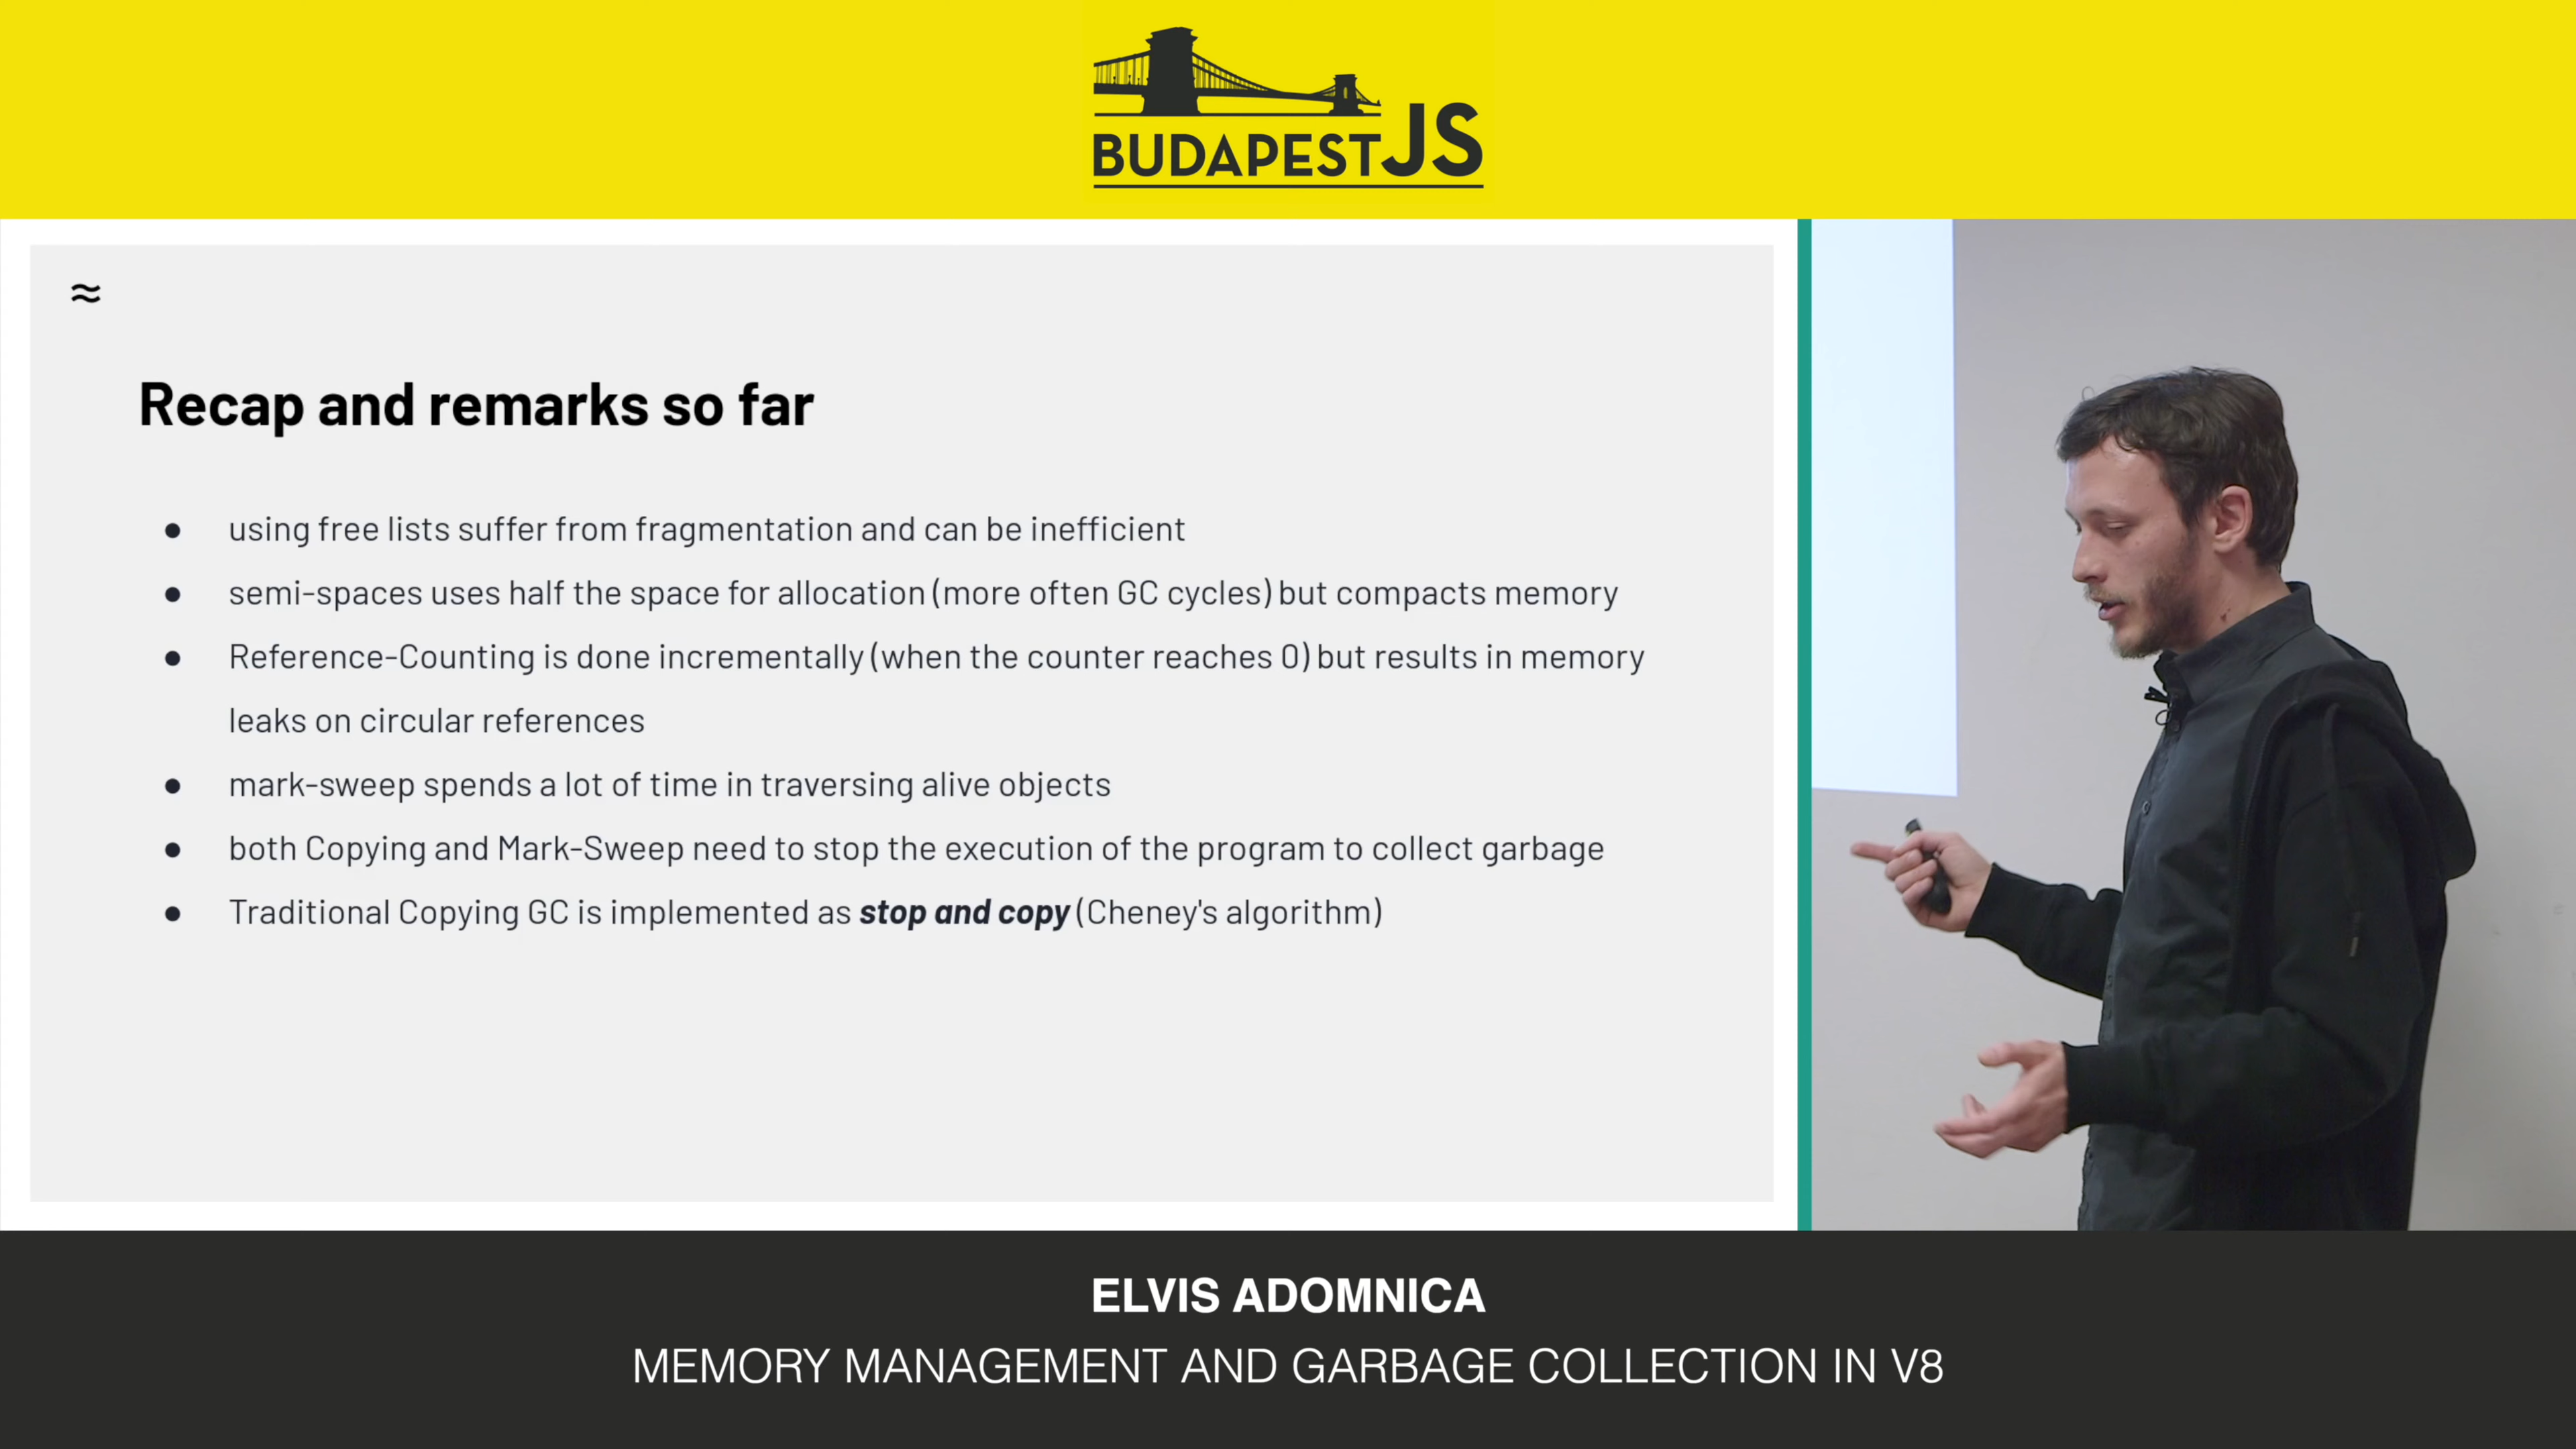 BUDAPESTJS
≈
Recap and remarks so far
● using free lists suffer from fragmentation and can be inefficient
● semi-spaces uses half the space for allocation (more often GC cycles) but compacts memory
● Reference-Counting is done incrementally (when the counter reaches 0) but results in memory
leaks on circular references
● mark-sweep spends a lot of time in traversing alive objects
● both Copying and Mark-Sweep need to stop the execution of the program to collect garbage
● Traditional Copying GC is implemented as stop and copy (Cheney's algorithm)
ELVIS ADOMNICA
MEMORY MANAGEMENT AND GARBAGE COLLECTION IN V8